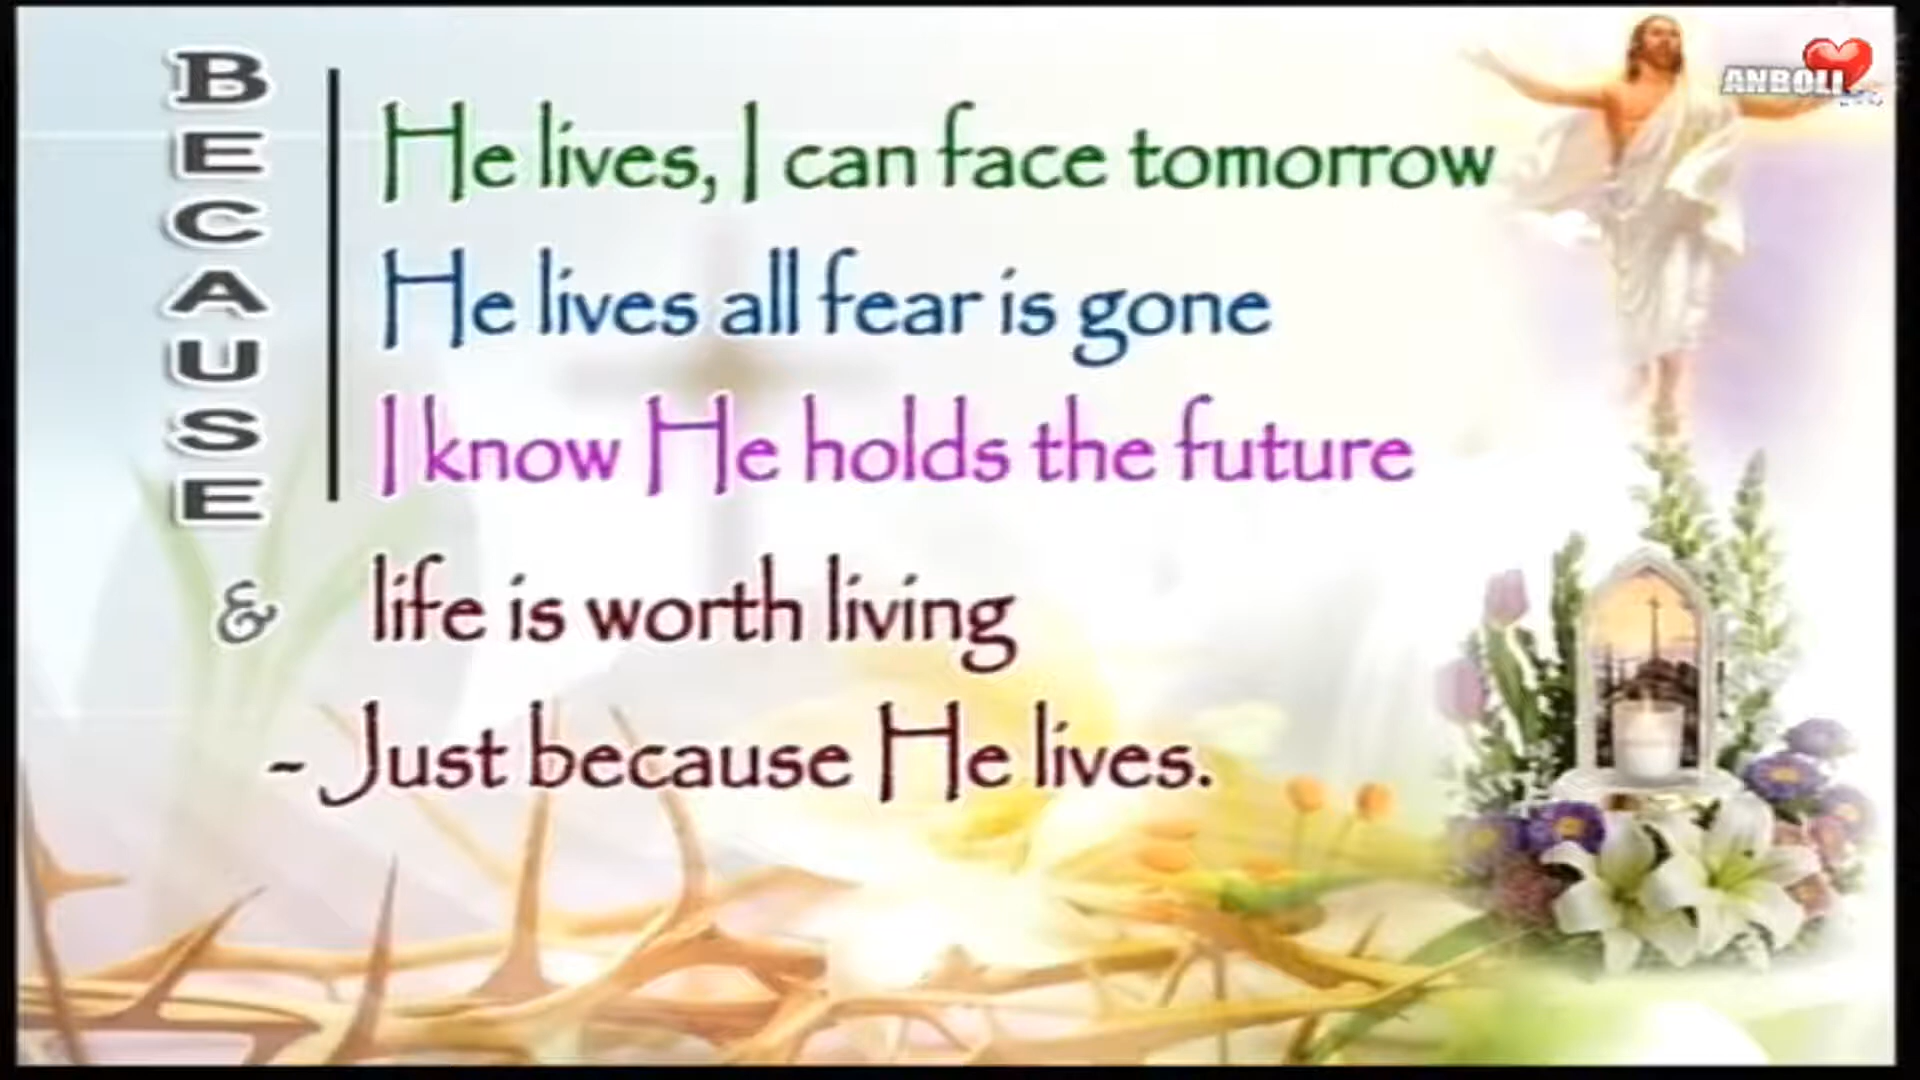 BECAUSE
He lives, I can face tomorrow
He lives all fear is gone
I know He holds the future
& life is worth living
- Just because He lives.